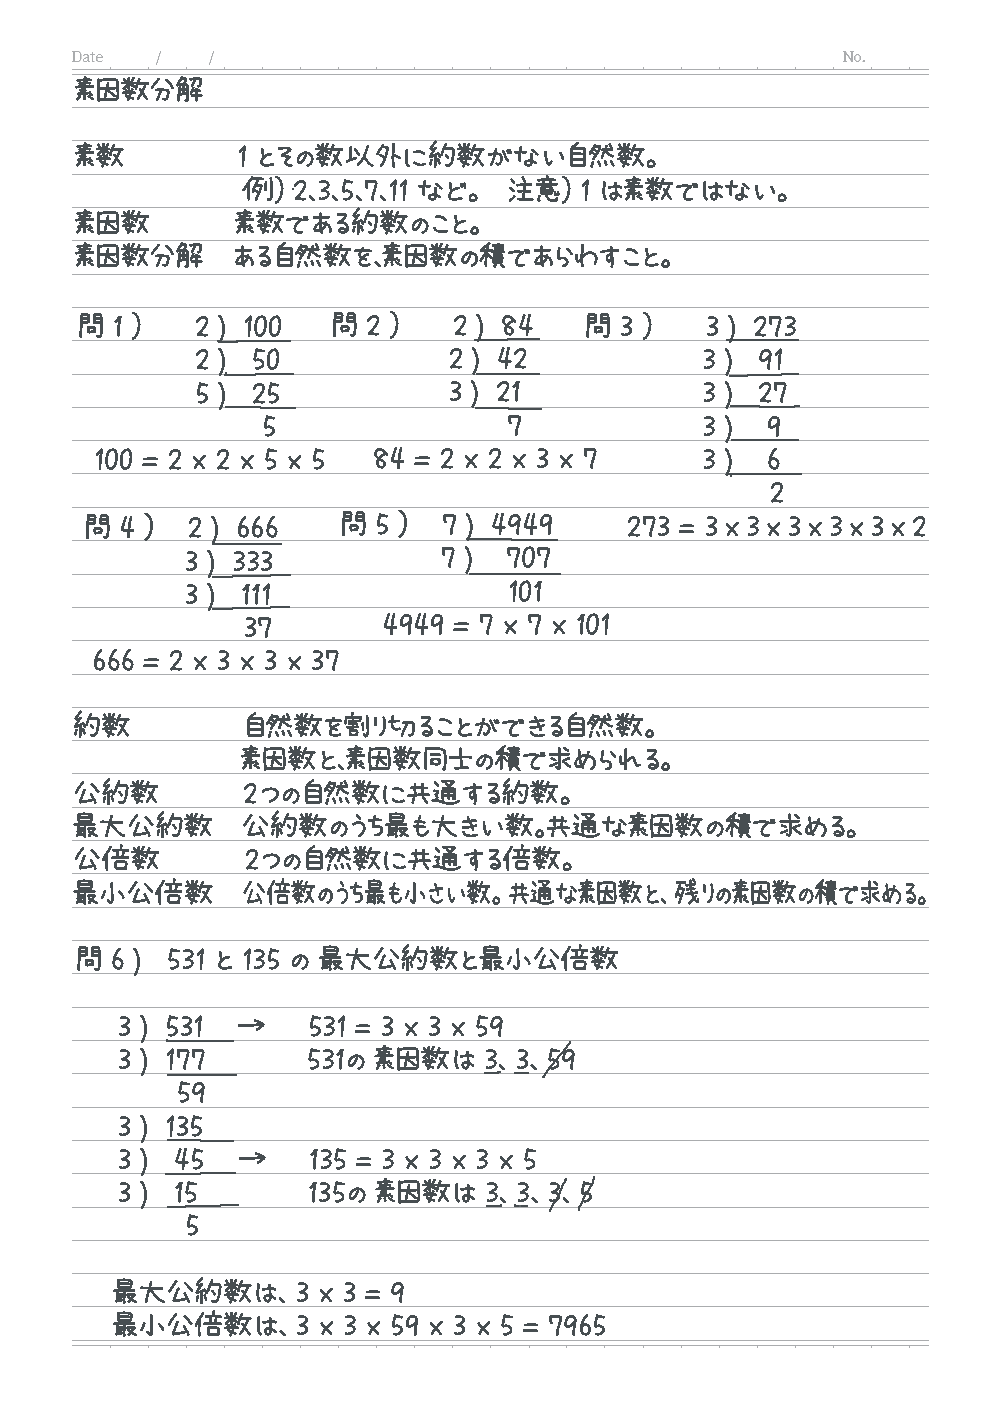 Date / / No.
素因数分解
素数 1とその数以外に約数がない自然数。
例) 2、3、5、7、11 など。 注意) 1 は素数ではない。
素因数 素数である約数のこと。
素因数分解 ある自然数を、素因数の積であらわすこと。
問1) 2) 100 問2) 2) 84 問3) 3) 273
2) 50 2) 42 3) 91
5) 25 3) 21 3) 27
5 7 3) 9
100 = 2 × 2 × 5 × 5 84 = 2 × 2 × 3 × 7 3) 6
2
問4) 2) 666 問5) 7) 4949 273 = 3 × 3 × 3 × 3 × 3 × 2
3) 333 7) 707
3) 111 101
37 4949 = 7 × 7 × 101
666 = 2 × 3 × 3 × 37
約数 自然数を割り切ることができる自然数。
素因数と、素因数同士の積で求められる。
公約数 2つの自然数に共通する約数。
最大公約数 公約数のうち最も大きい数。共通な素因数の積で求める。
公倍数 2つの自然数に共通する倍数。
最小公倍数 公倍数のうち最も小さい数。共通な素因数と、残りの素因数の積で求める。
問6) 531 と 135 の 最大公約数と最小公倍数
3) 531 → 531 = 3 × 3 × 59
3) 177 531の 素因数は 3、3、59
59
3) 135
3) 45 → 135 = 3 × 3 × 3 × 5
3) 15 135の 素因数は 3、3、3、5
5
最大公約数は、3 × 3 = 9
最小公倍数は、3 × 3 × 59 × 3 × 5 = 7965